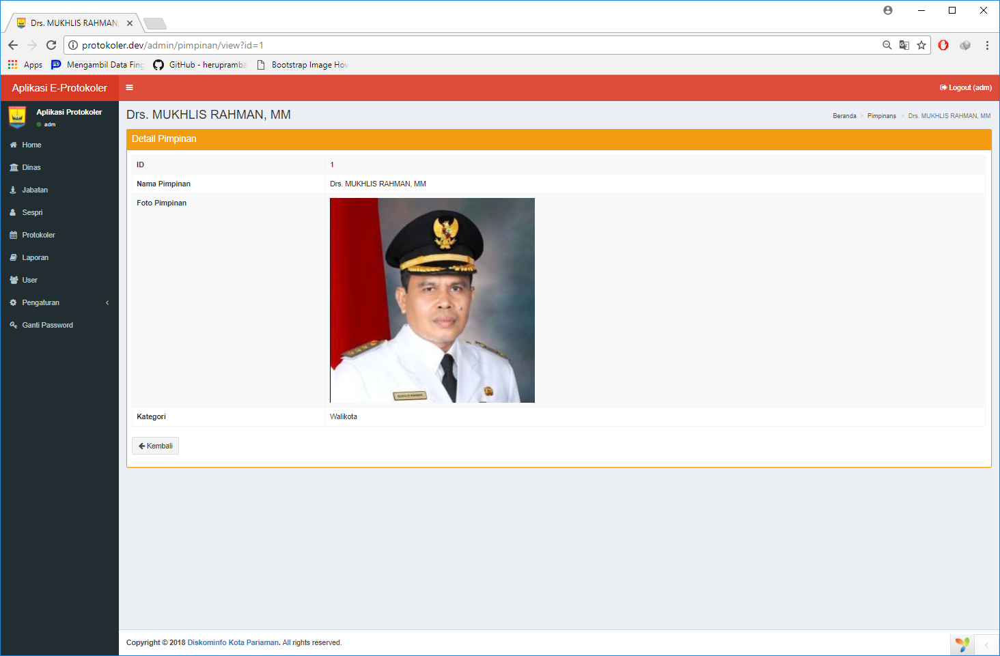 Drs. MUKHLIS RAHMAN,
protokoler.dev/admin/pimpinan/view?id=1
Apps
Mengambil Data Fing
GitHub - herupramba
Bootstrap Image Hov
Aplikasi E-Protokoler
Logout (adm)
Aplikasi Protokoler
adm
Home
Dinas
Jabatan
Sespri
Protokoler
Laporan
User
Pengaturan
Ganti Password
Drs. MUKHLIS RAHMAN, MM
Beranda > Pimpinans > Drs. MUKHLIS RAHMAN, MM
Detail Pimpinan
ID 1
Nama Pimpinan Drs. MUKHLIS RAHMAN, MM
Foto Pimpinan
MUKHLIS RAHMAN
Kategori Walikota
Kembali
Copyright © 2018 Diskominfo Kota Pariaman. All rights reserved.